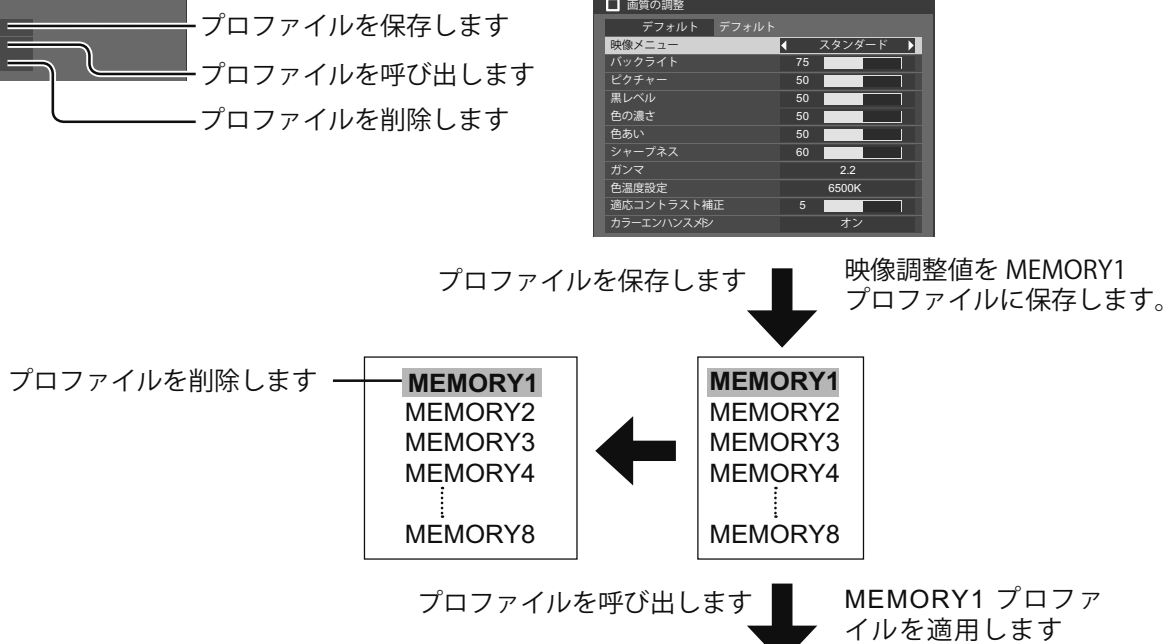 プロファイルを保存します
プロファイルを呼び出します
プロファイルを削除します
画質の調整
デフォルト デフォルト
映像メニュー スタンダード
バックライト 75
ピクチャー 50
黒レベル 50
色の濃さ 50
色あい 50
シャープネス 60
ガンマ 2.2
色温度設定 6500K
適応コントラスト補正 5
カラーエンハンスメント オン
プロファイルを保存します
映像調整値を MEMORY1
プロファイルに保存します。
プロファイルを削除します
MEMORY1
MEMORY2
MEMORY3
MEMORY4
MEMORY8
MEMORY1
MEMORY2
MEMORY3
MEMORY4
MEMORY8
プロファイルを呼び出します
MEMORY1 プロファ
イルを適用します